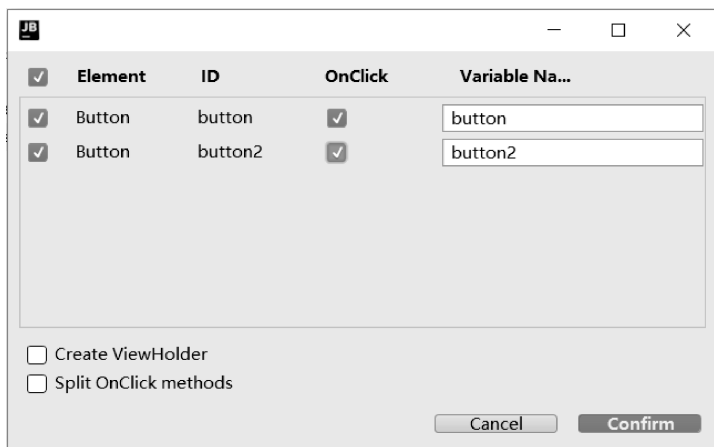 JB
Element ID OnClick Variable Na...
Button button button
Button button2 button2
Create ViewHolder
Split OnClick methods
Cancel Confirm